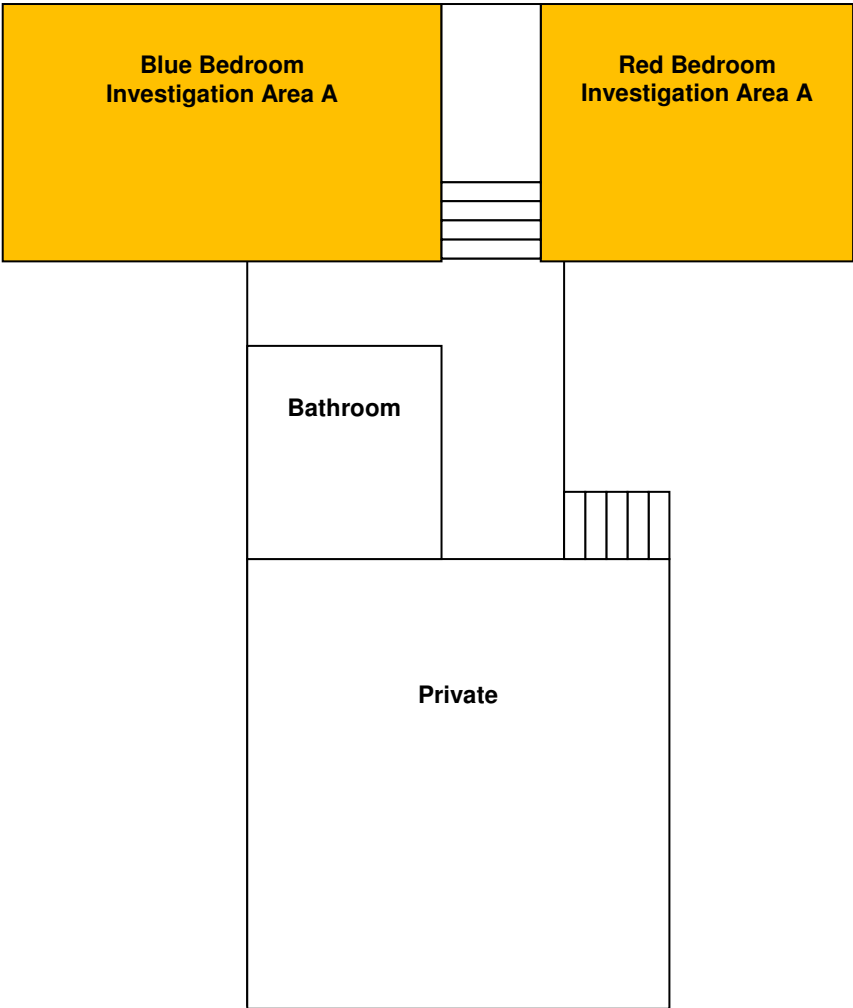 Blue Bedroom
Investigation Area A
Red Bedroom
Investigation Area A
Bathroom
Private